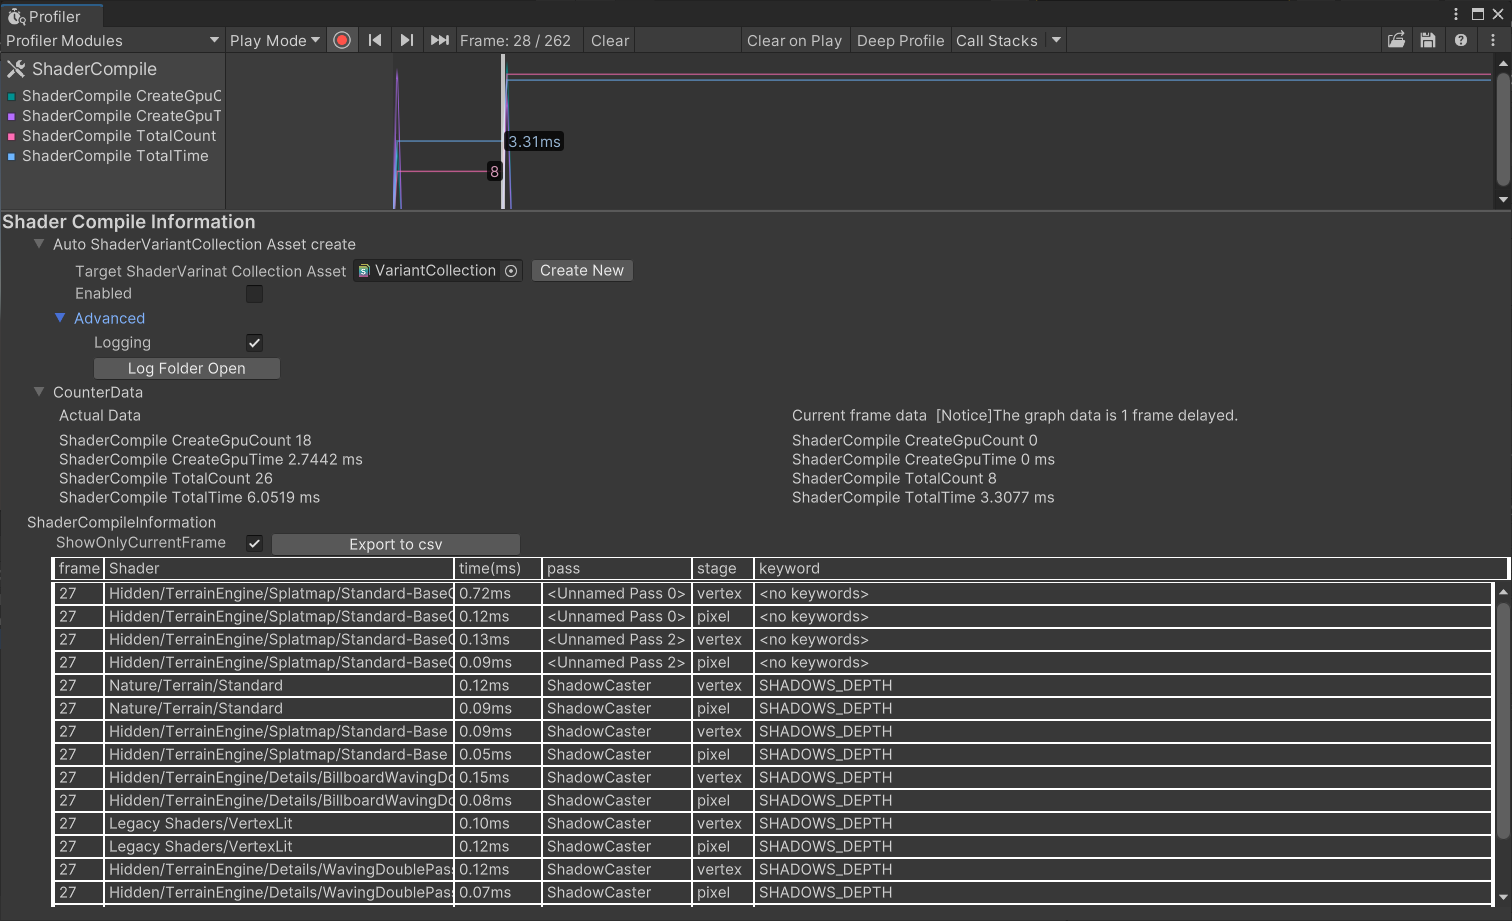 Profiler
Profiler Modules Play Mode Frame: 28 / 262 Clear Clear on Play Deep Profile Call Stacks
ShaderCompile
ShaderCompile CreateGpuC
ShaderCompile CreateGpuT
ShaderCompile TotalCount
ShaderCompile TotalTime
3.31ms
8
Shader Compile Information
Auto ShaderVariantCollection Asset create
Target ShaderVarinat Collection Asset VariantCollection Create New
Enabled
Advanced
Logging
Log Folder Open
CounterData
Actual Data Current frame data [Notice]The graph data is 1 frame delayed.
ShaderCompile CreateGpuCount 18 ShaderCompile CreateGpuCount 0
ShaderCompile CreateGpuTime 2.7442 ms ShaderCompile CreateGpuTime 0 ms
ShaderCompile TotalCount 26 ShaderCompile TotalCount 8
ShaderCompile TotalTime 6.0519 ms ShaderCompile TotalTime 3.3077 ms
ShaderCompileInformation
ShowOnlyCurrentFrame Export to csv
frame Shader time(ms) pass stage keyword
27 Hidden/TerrainEngine/Splatmap/Standard-BaseG 0.72ms <Unnamed Pass 0> vertex <no keywords>
27 Hidden/TerrainEngine/Splatmap/Standard-BaseG 0.12ms <Unnamed Pass 0> pixel <no keywords>
27 Hidden/TerrainEngine/Splatmap/Standard-BaseG 0.13ms <Unnamed Pass 2> vertex <no keywords>
27 Hidden/TerrainEngine/Splatmap/Standard-BaseG 0.09ms <Unnamed Pass 2> pixel <no keywords>
27 Nature/Terrain/Standard 0.12ms ShadowCaster vertex SHADOWS_DEPTH
27 Nature/Terrain/Standard 0.09ms ShadowCaster pixel SHADOWS_DEPTH
27 Hidden/TerrainEngine/Splatmap/Standard-Base 0.09ms ShadowCaster vertex SHADOWS_DEPTH
27 Hidden/TerrainEngine/Splatmap/Standard-Base 0.05ms ShadowCaster pixel SHADOWS_DEPTH
27 Hidden/TerrainEngine/Details/BillboardWavingDo 0.15ms ShadowCaster vertex SHADOWS_DEPTH
27 Hidden/TerrainEngine/Details/BillboardWavingDo 0.08ms ShadowCaster pixel SHADOWS_DEPTH
27 Legacy Shaders/VertexLit 0.10ms ShadowCaster vertex SHADOWS_DEPTH
27 Legacy Shaders/VertexLit 0.12ms ShadowCaster pixel SHADOWS_DEPTH
27 Hidden/TerrainEngine/Details/WavingDoublePass 0.12ms ShadowCaster vertex SHADOWS_DEPTH
27 Hidden/TerrainEngine/Details/WavingDoublePass 0.07ms ShadowCaster pixel SHADOWS_DEPTH